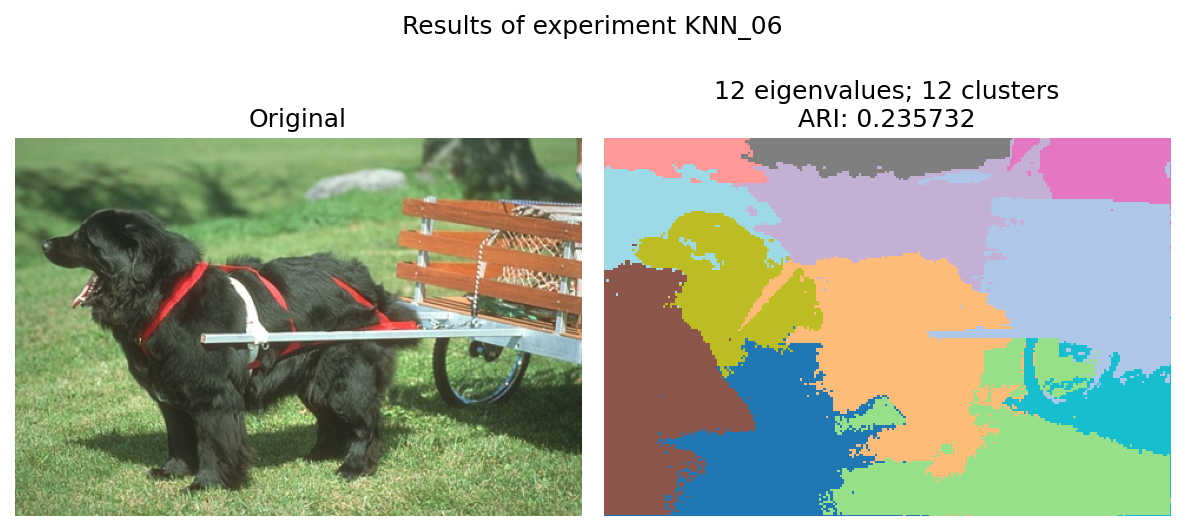 Results of experiment KNN_06
Original
12 eigenvalues; 12 clusters
ARI: 0.235732